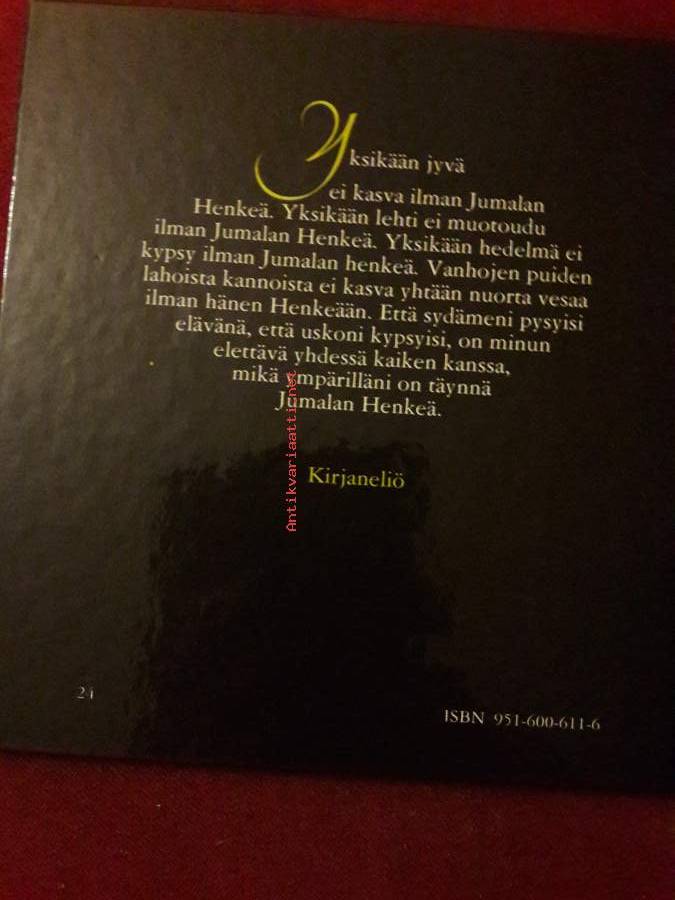 Yksikään jyvä
ei kasva ilman Jumalan
Henkeä. Yksikään lehti ei muotoudu
ilman Jumalan Henkeä. Yksikään hedelmä ei
kypsy ilman Jumalan henkeä. Vanhojen puiden
lahoista kannoista ei kasva yhtään nuorta vesaa
ilman hänen Henkeään. Että sydämeni pysyisi
elävänä, että uskoni kypsyisi, on minun
elettävä yhdessä kaiken kanssa,
mikä ympärilläni on täynnä
Jumalan Henkeä.
Kirjaneliö
Antikvariaatti.net
24
ISBN 951-600-611-6